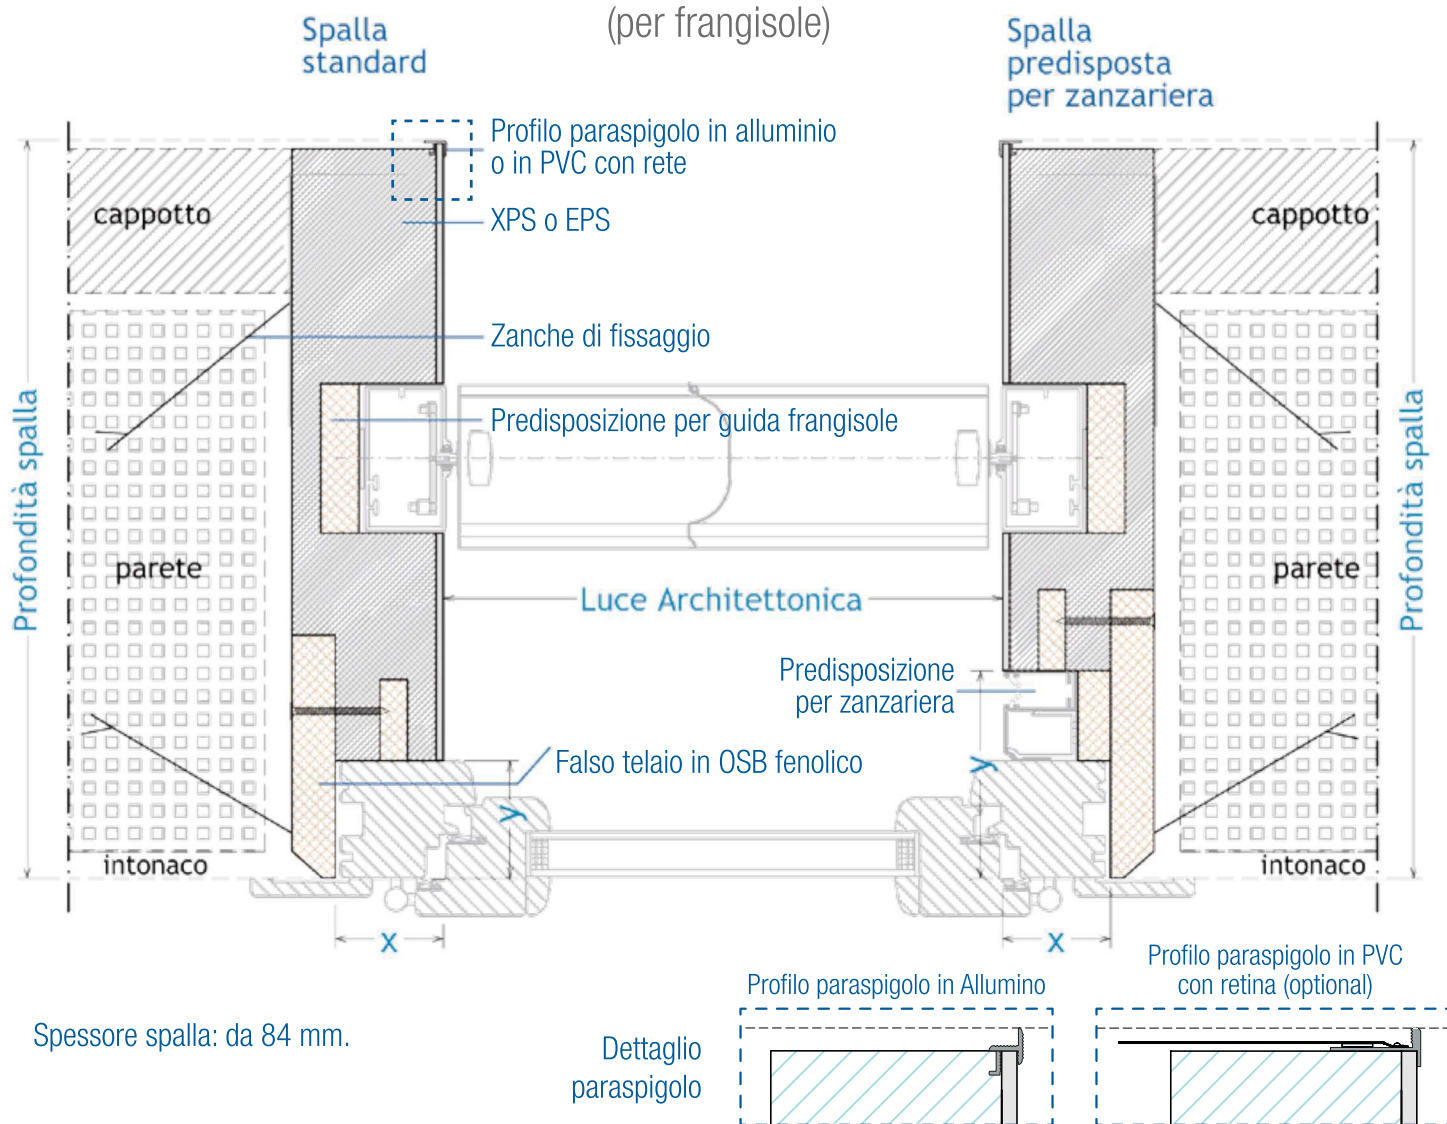 (per frangisole)
Spalla
standard
Spalla
predisposta
per zanzariera
Profilo paraspigolo in alluminio
o in PVC con rete
cappotto
XPS o EPS
cappotto
Zanche di fissaggio
Predisposizione per guida frangisole
Profondità spalla
Profondità spalla
parete
parete
Luce Architettonica
Predisposizione
per zanzariera
Falso telaio in OSB fenolico
y
y
intonaco
intonaco
x
x
Profilo paraspigolo in Allumino
Profilo paraspigolo in PVC
con retina (optional)
Spessore spalla: da 84 mm.
Dettaglio
paraspigolo